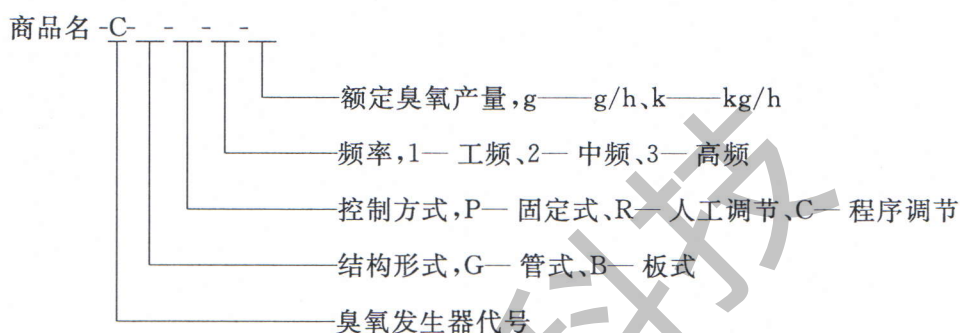 商品名-C- - - -
额定臭氧产量,g——g/h、k——kg/h
频率,1—工频、2—中频、3—高频
控制方式,P—固定式、R—人工调节、C—程序调节
结构形式,G—管式、B—板式
臭氧发生器代号
科技